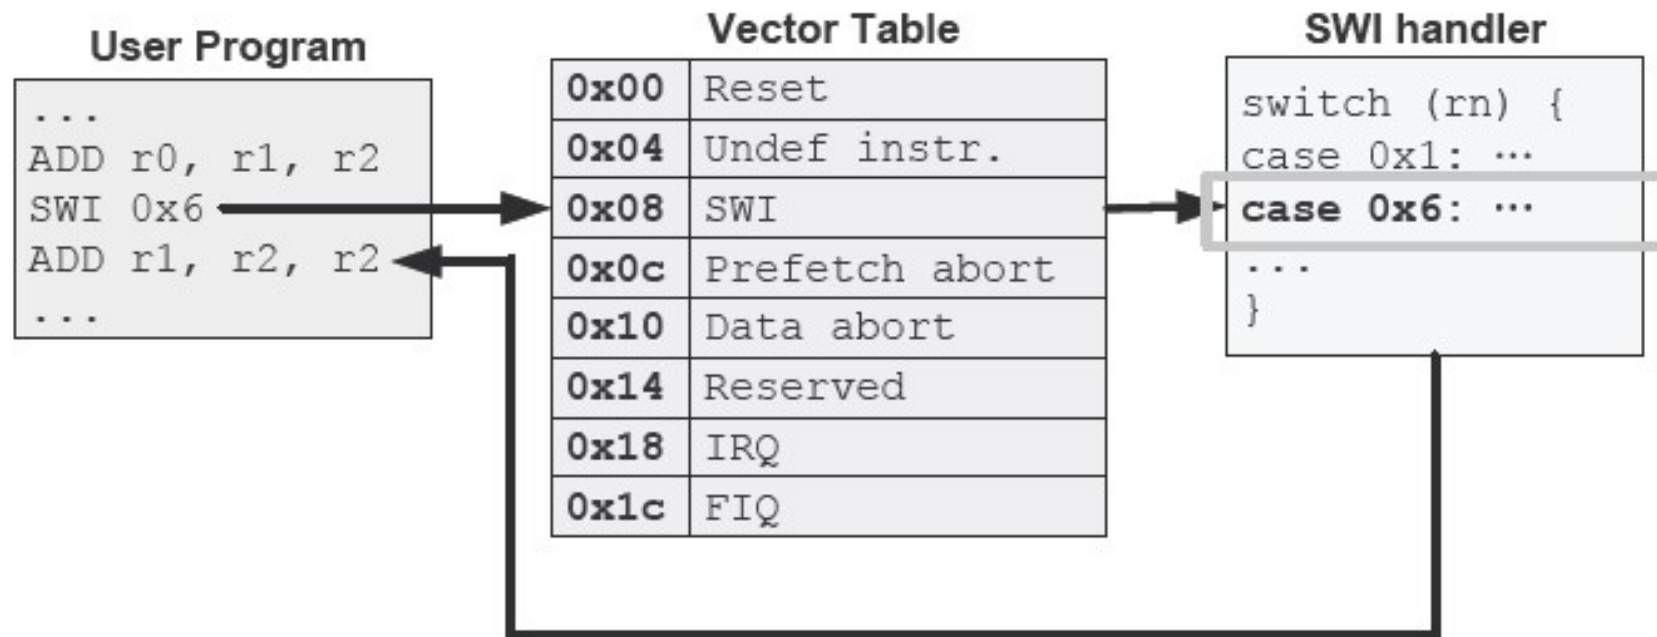 User Program
...
ADD r0, r1, r2
SWI 0x6
ADD r1, r2, r2
...
Vector Table
0x00 Reset
0x04 Undef instr.
0x08 SWI
0x0c Prefetch abort
0x10 Data abort
0x14 Reserved
0x18 IRQ
0x1c FIQ
SWI handler
switch (rn) {
case 0x1: ...
case 0x6: ...
...
}